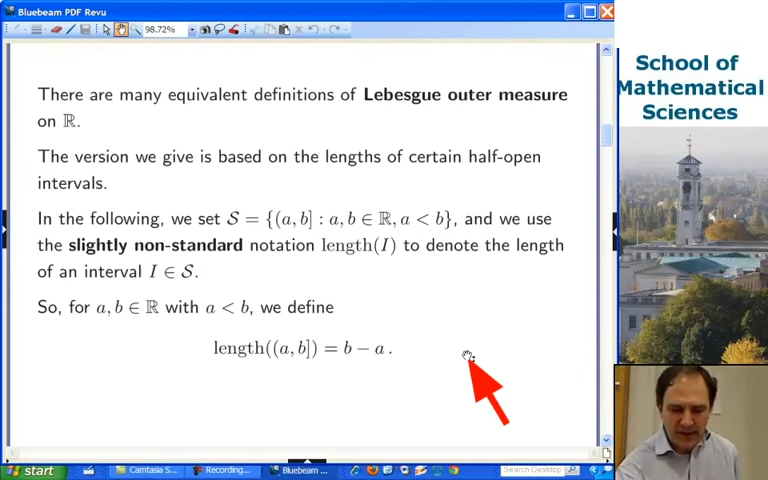 Bluebeam PDF Revu
98.72%
School of
Mathematical
Sciences
There are many equivalent definitions of Lebesgue outer measure
on ℝ.
The version we give is based on the lengths of certain half-open
intervals.
In the following, we set 𝒮 = {(a, b] : a, b ∈ ℝ, a < b}, and we use
the slightly non-standard notation length(I) to denote the length
of an interval I ∈ 𝒮.
So, for a, b ∈ ℝ with a < b, we define
length((a, b]) = b − a .
start
Camtasia S...
Recording...
Bluebeam ...
Search Desktop